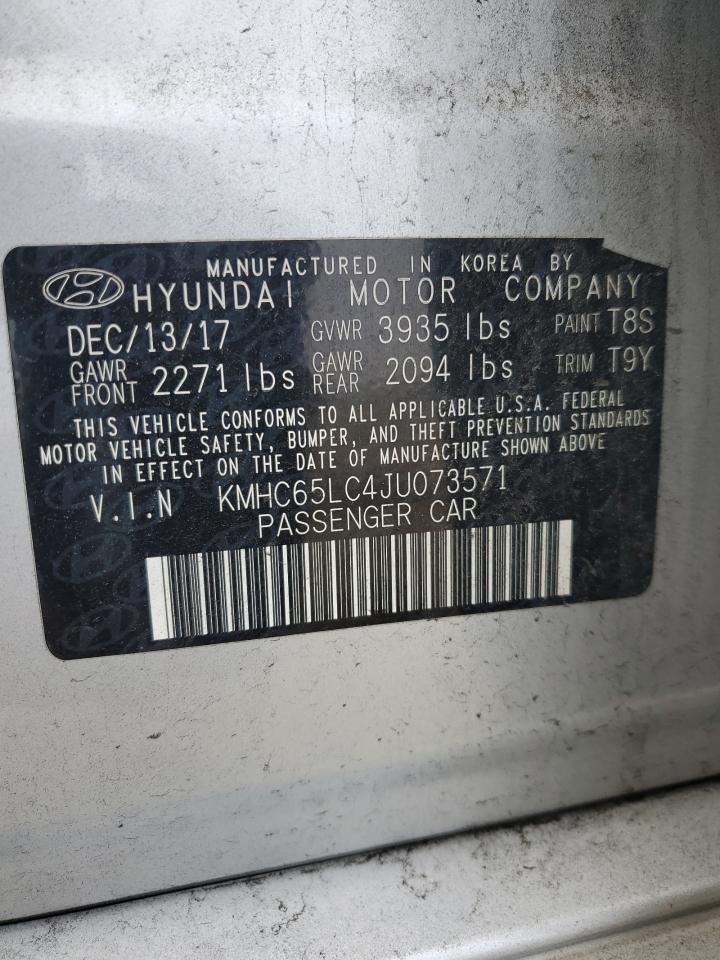 MANUFACTURED IN KOREA BY
HYUNDAI MOTOR COMPANY
DEC/13/17 GVWR 3935 lbs PAINT T8S
GAWR FRONT 2271 lbs GAWR REAR 2094 lbs TRIM T9Y
THIS VEHICLE CONFORMS TO ALL APPLICABLE U.S.A. FEDERAL
MOTOR VEHICLE SAFETY, BUMPER, AND THEFT PREVENTION STANDARDS
IN EFFECT ON THE DATE OF MANUFACTURE SHOWN ABOVE
V.I.N KMHC65LC4JU073571
PASSENGER CAR